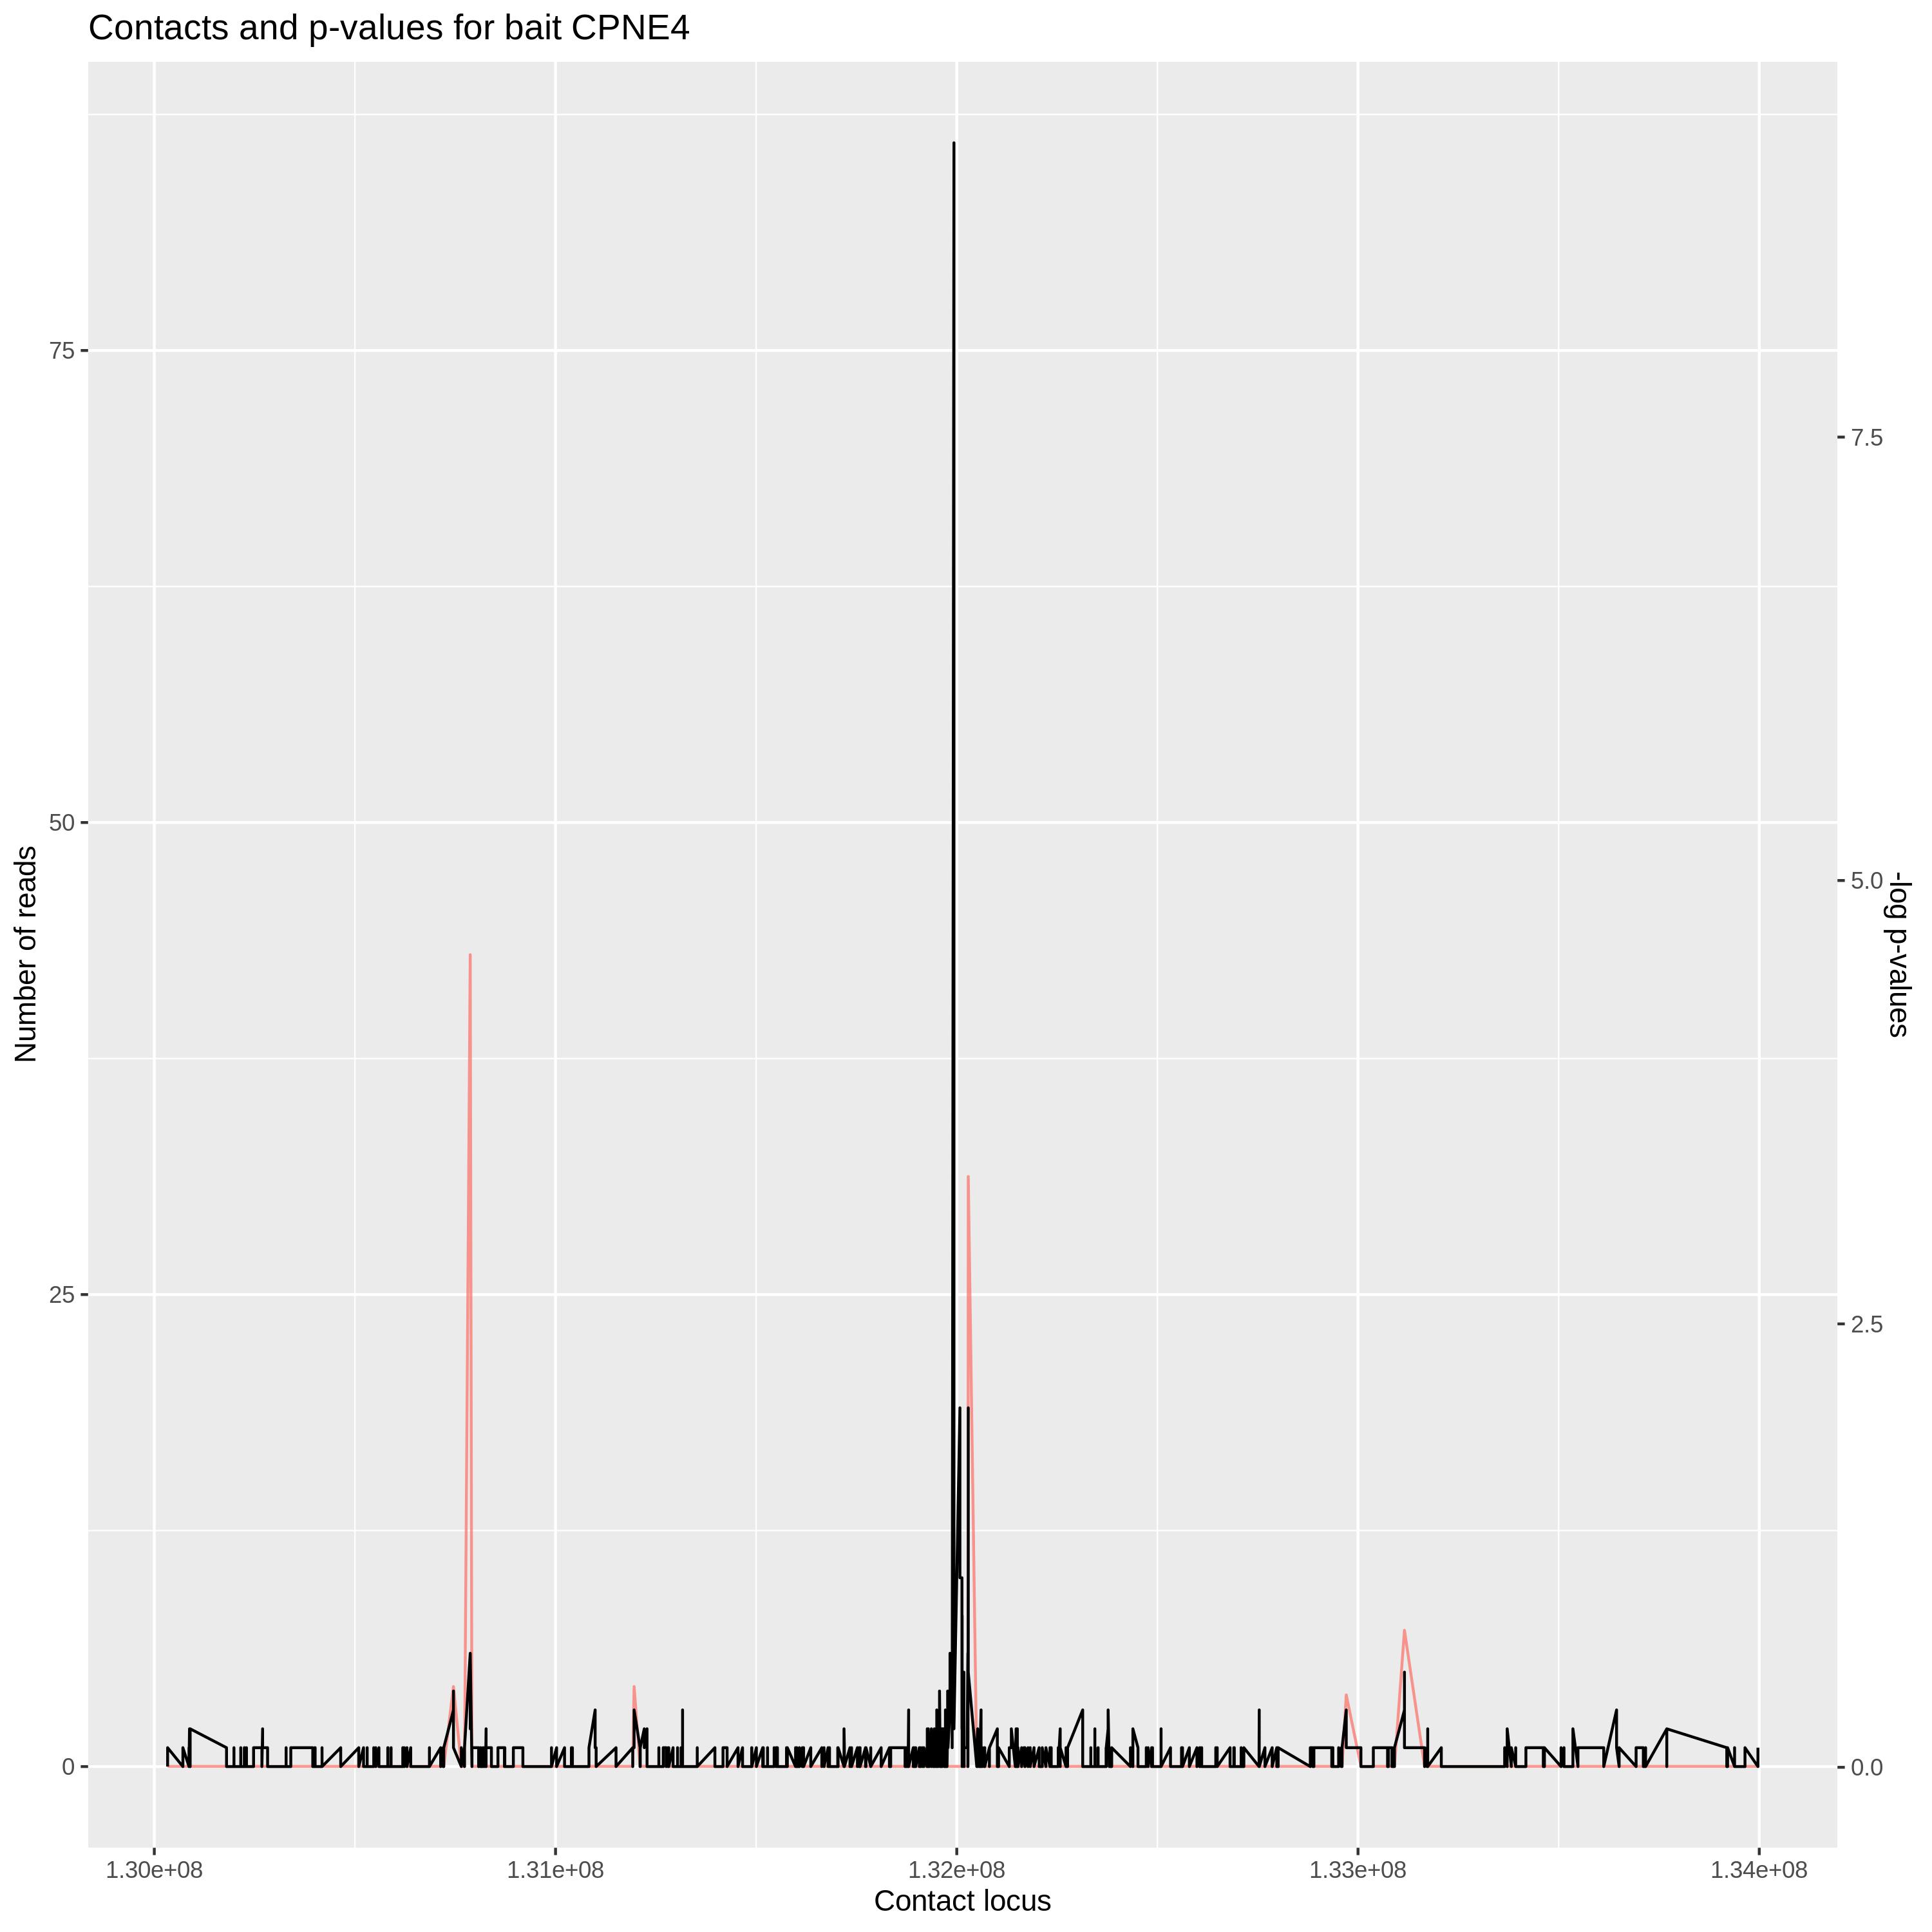 Contacts and p-values for bait CPNE4
Number of reads
75
50
25
0
7.5
5.0
2.5
0.0
-log p-values
1.30e+08 1.31e+08 1.32e+08 1.33e+08 1.34e+08
Contact locus